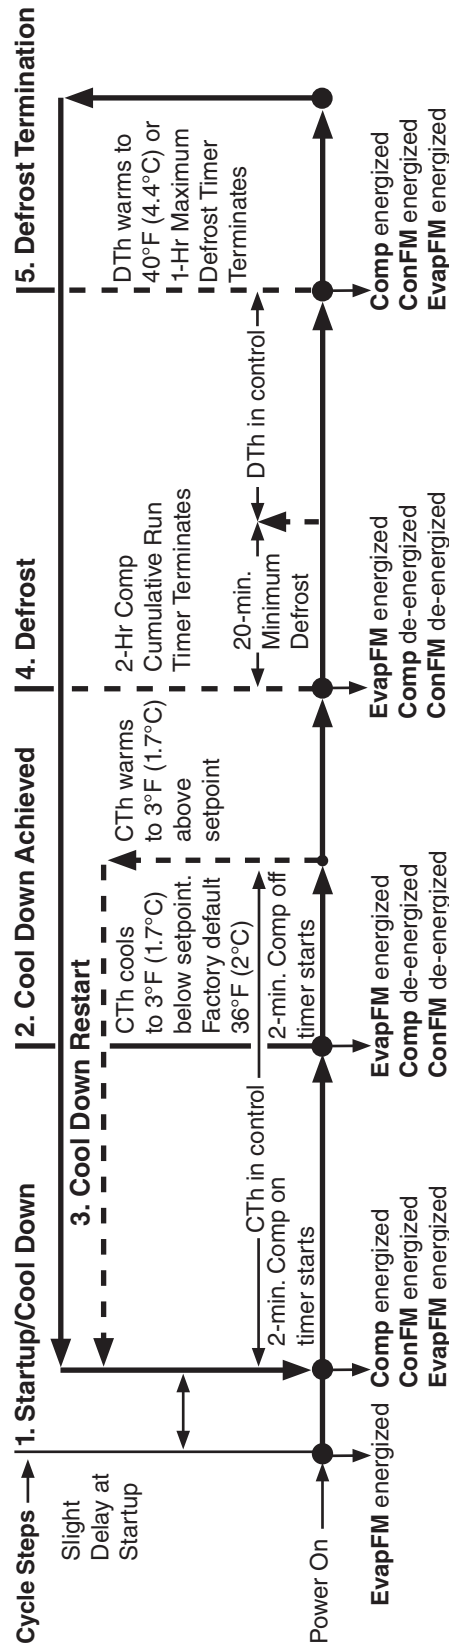 Cycle Steps
1. Startup/Cool Down
2. Cool Down Achieved
4. Defrost
5. Defrost Termination
3. Cool Down Restart
Slight
Delay at
Startup
CTh cools
to 3°F (1.7°C)
below setpoint.
Factory default
36°F (2°C)
CTh warms
to 3°F (1.7°C)
above
setpoint
2-Hr Comp
Cumulative Run
Timer Terminates
DTh warms to
40°F (4.4°C) or
1-Hr Maximum
Defrost Timer
Terminates
CTh in control
2-min. Comp on
timer starts
2-min. Comp off
timer starts
20-min.
Minimum
Defrost
DTh in control
Power On
EvapFM energized
Comp energized
ConFM energized
EvapFM energized
EvapFM energized
Comp de-energized
ConFM de-energized
EvapFM energized
Comp de-energized
ConFM de-energized
Comp energized
ConFM energized
EvapFM energized